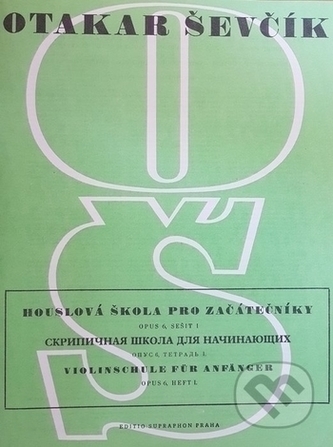 OTAKAR ŠEVČÍK
OŠ
HOUSLOVÁ ŠKOLA PRO ZAČÁTEČNÍKY
OPUS 6, SEŠIT 1
СКРИПИЧНАЯ ШКОЛА ДЛЯ НАЧИНАЮЩИХ
ОПУС 6, ТЕТРАДЬ 1.
VIOLINSCHULE FÜR ANFÄNGER
OPUS 6, HEFT I.
EDITIO SUPRAPHON PRAHA
m